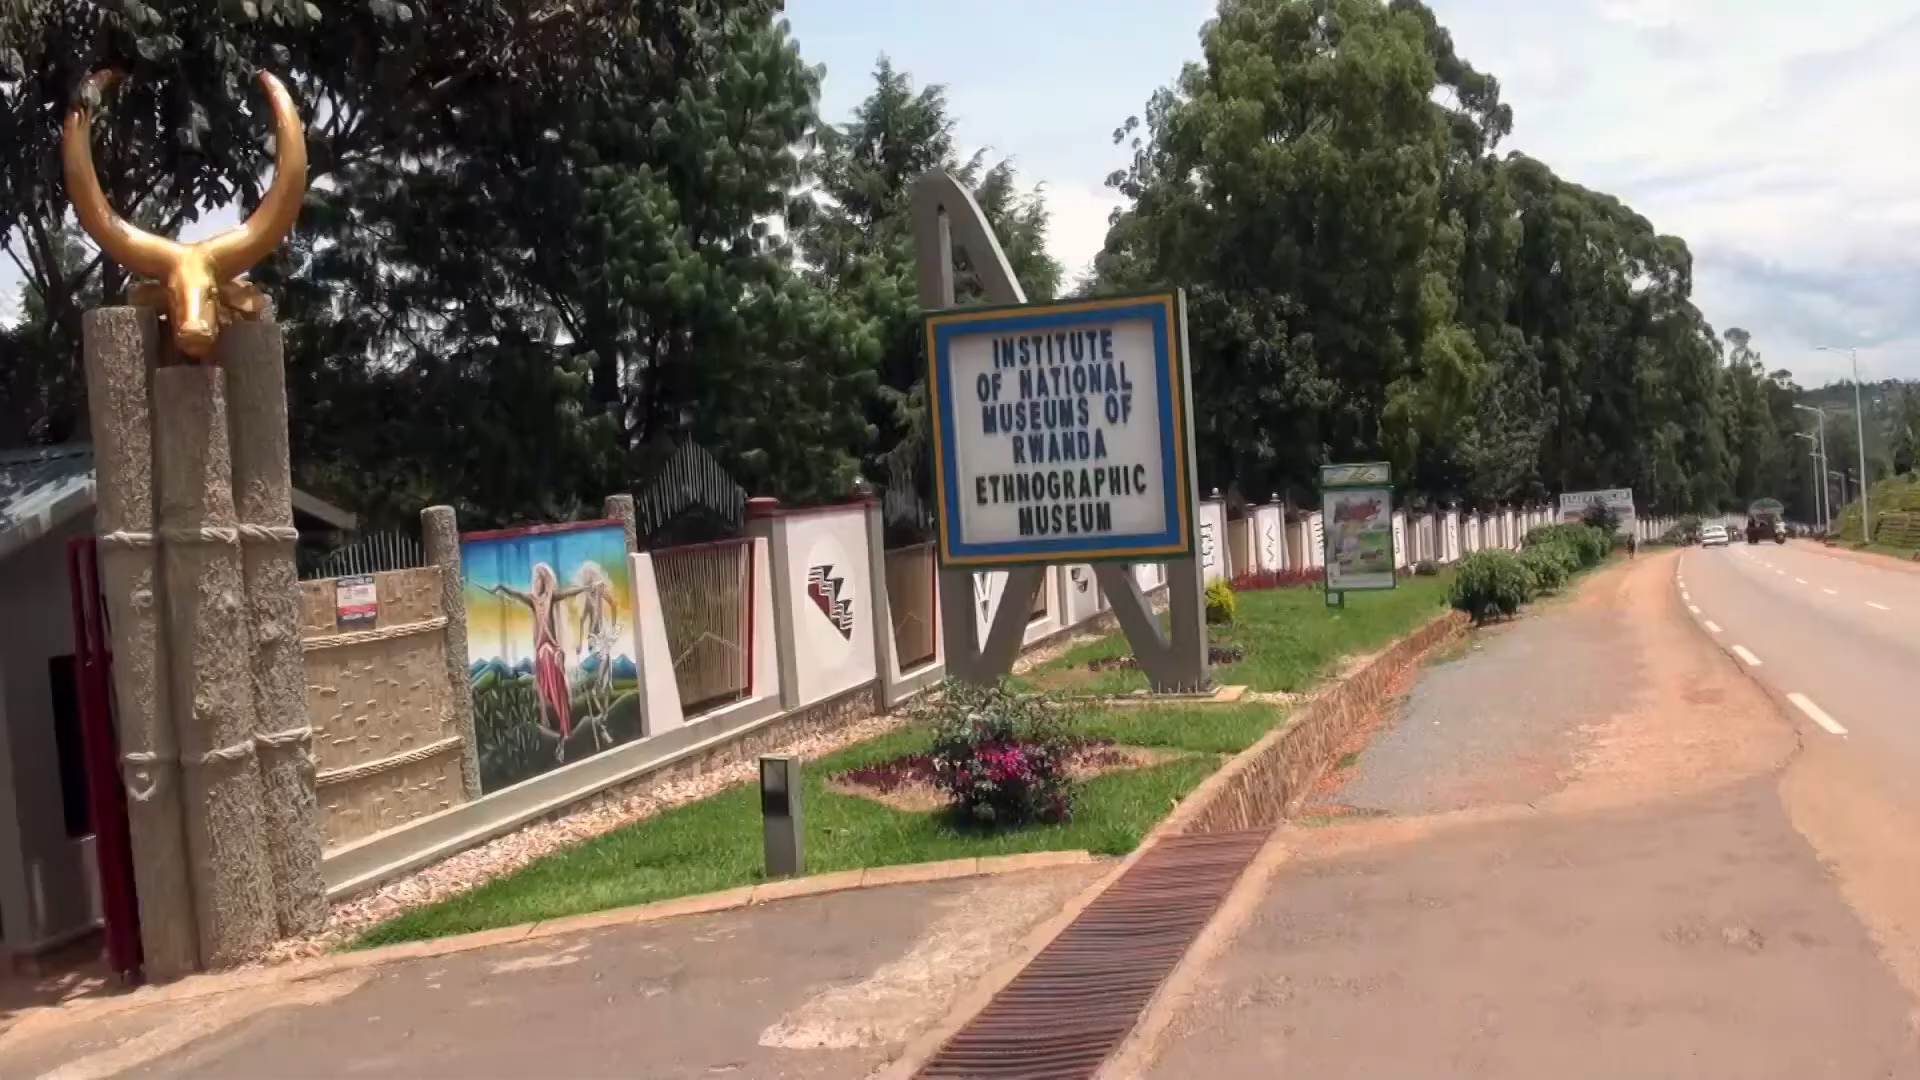 INSTITUTE
OF NATIONAL
MUSEUMS OF
RWANDA
ETHNOGRAPHIC
MUSEUM